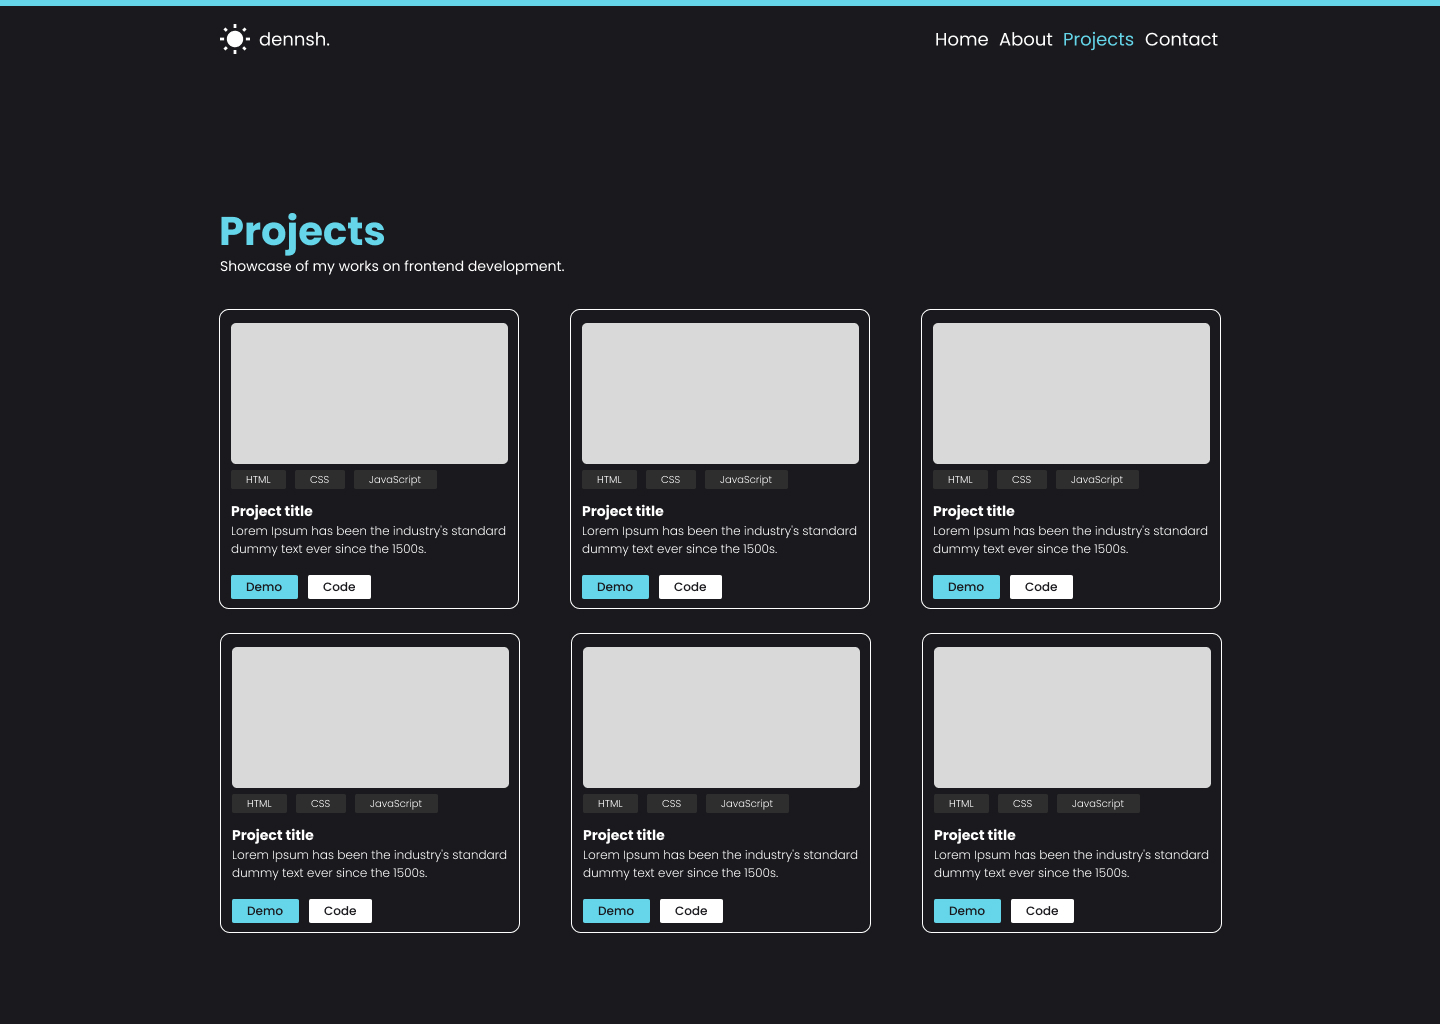 dennsh.
Home About Projects Contact
Projects
Showcase of my works on frontend development.
HTML CSS JavaScript
Project title
Lorem Ipsum has been the industry's standard
dummy text ever since the 1500s.
Demo Code
HTML CSS JavaScript
Project title
Lorem Ipsum has been the industry's standard
dummy text ever since the 1500s.
Demo Code
HTML CSS JavaScript
Project title
Lorem Ipsum has been the industry's standard
dummy text ever since the 1500s.
Demo Code
HTML CSS JavaScript
Project title
Lorem Ipsum has been the industry's standard
dummy text ever since the 1500s.
Demo Code
HTML CSS JavaScript
Project title
Lorem Ipsum has been the industry's standard
dummy text ever since the 1500s.
Demo Code
HTML CSS JavaScript
Project title
Lorem Ipsum has been the industry's standard
dummy text ever since the 1500s.
Demo Code